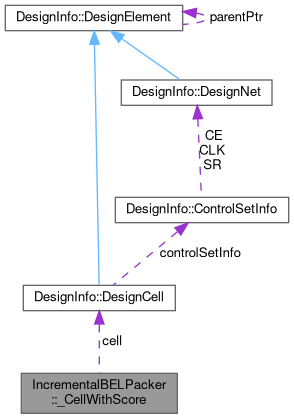 DesignInfo::DesignElement
parentPtr
DesignInfo::DesignNet
CE
CLK
SR
DesignInfo::ControlSetInfo
controlSetInfo
DesignInfo::DesignCell
cell
IncrementalBELPacker
::_CellWithScore